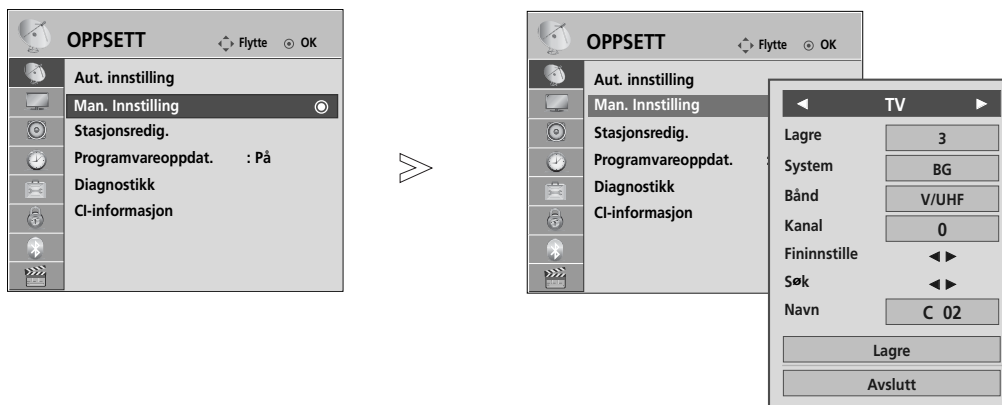 OPPSETT Flytte OK
Aut. innstilling
Man. Innstilling
Stasjonsredig.
Programvareoppdat. : På
Diagnostikk
CI-informasjon
OPPSETT Flytte OK
Aut. innstilling
Man. Innstilling
Stasjonsredig.
Programvareoppdat. :
Diagnostikk
CI-informasjon
◄ TV ►
Lagre 3
System BG
Bånd V/UHF
Kanal 0
Fininnstille ◄ ►
Søk ◄ ►
Navn C 02
Lagre
Avslutt